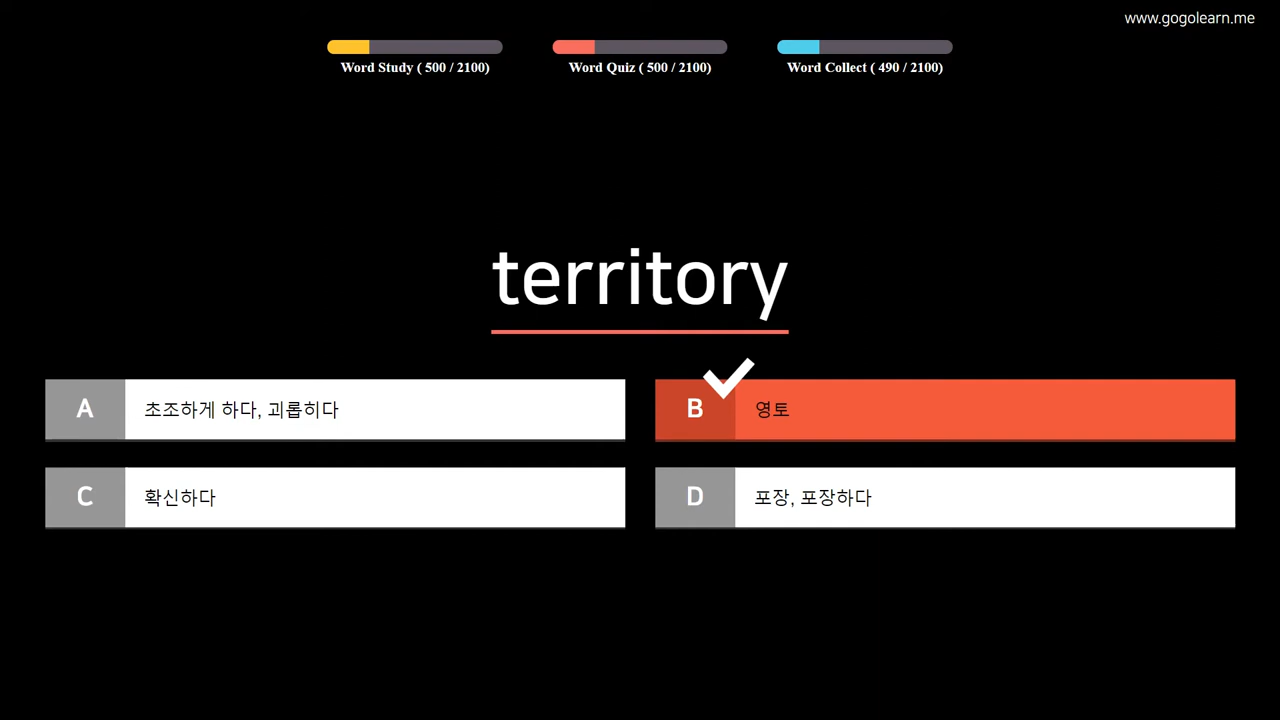 www.gogolearn.me
Word Study ( 500 / 2100)
Word Quiz ( 500 / 2100)
Word Collect ( 490 / 2100)
territory
A 초조하게 하다, 괴롭히다
B 영토
C 확신하다
D 포장, 포장하다